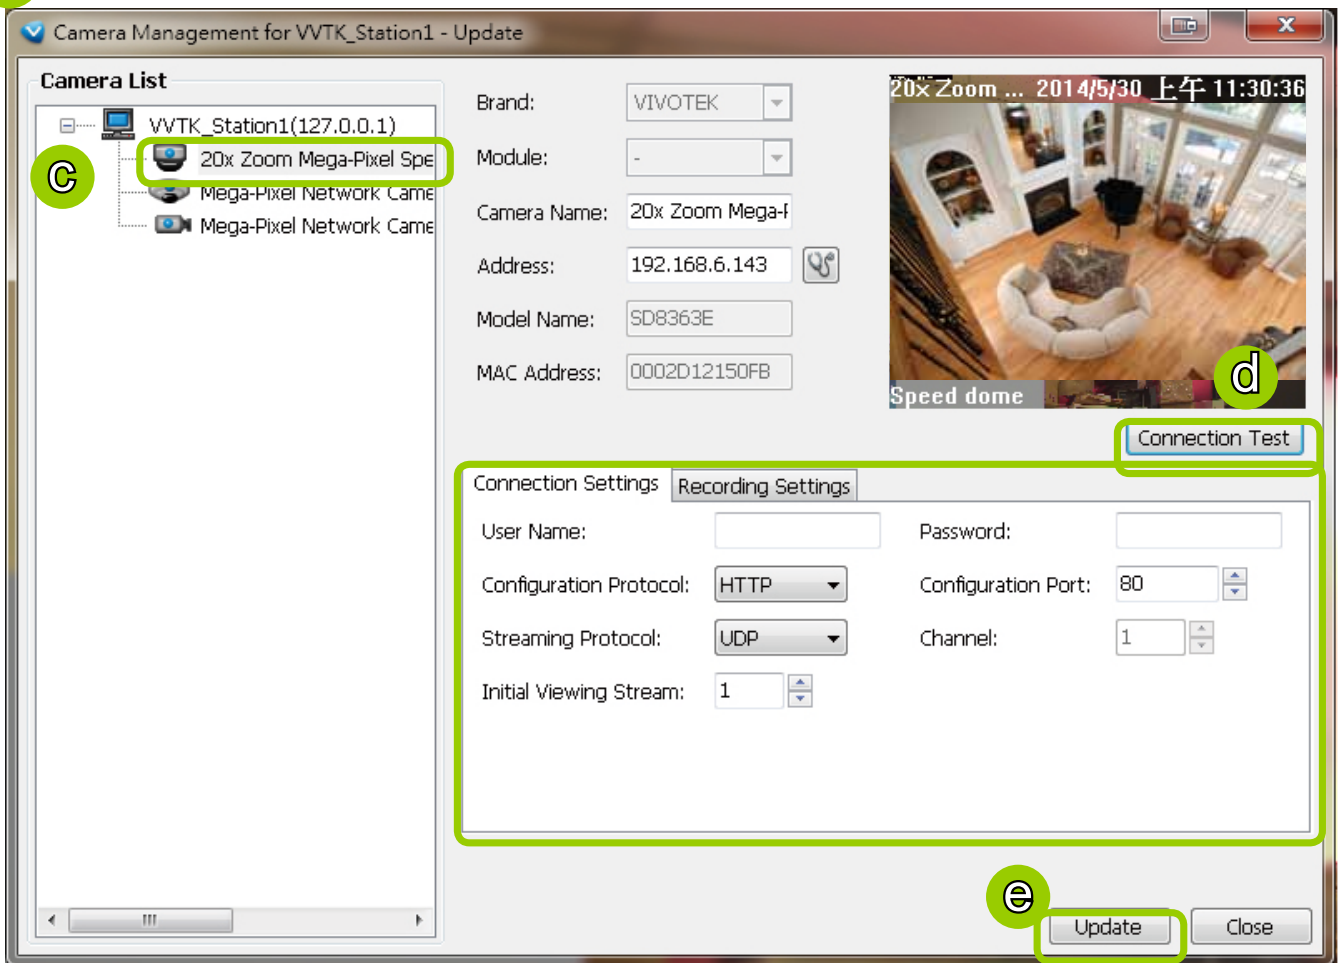 Camera Management for VVTK_Station1 - Update
Camera List
VVTK_Station1(127.0.0.1)
20x Zoom Mega-Pixel Spe
Mega-Pixel Network Came
Mega-Pixel Network Came
c
Brand:
VIVOTEK
Module:
-
Camera Name:
20x Zoom Mega-P
Address:
192.168.6.143
Model Name:
SD8363E
MAC Address:
0002D12150FB
20x Zoom ... 2014/5/30 上午 11:30:36
Speed dome
d
Connection Test
Connection Settings
Recording Settings
User Name:
Password:
Configuration Protocol:
HTTP
Configuration Port:
80
Streaming Protocol:
UDP
Channel:
1
Initial Viewing Stream:
1
e
Update
Close